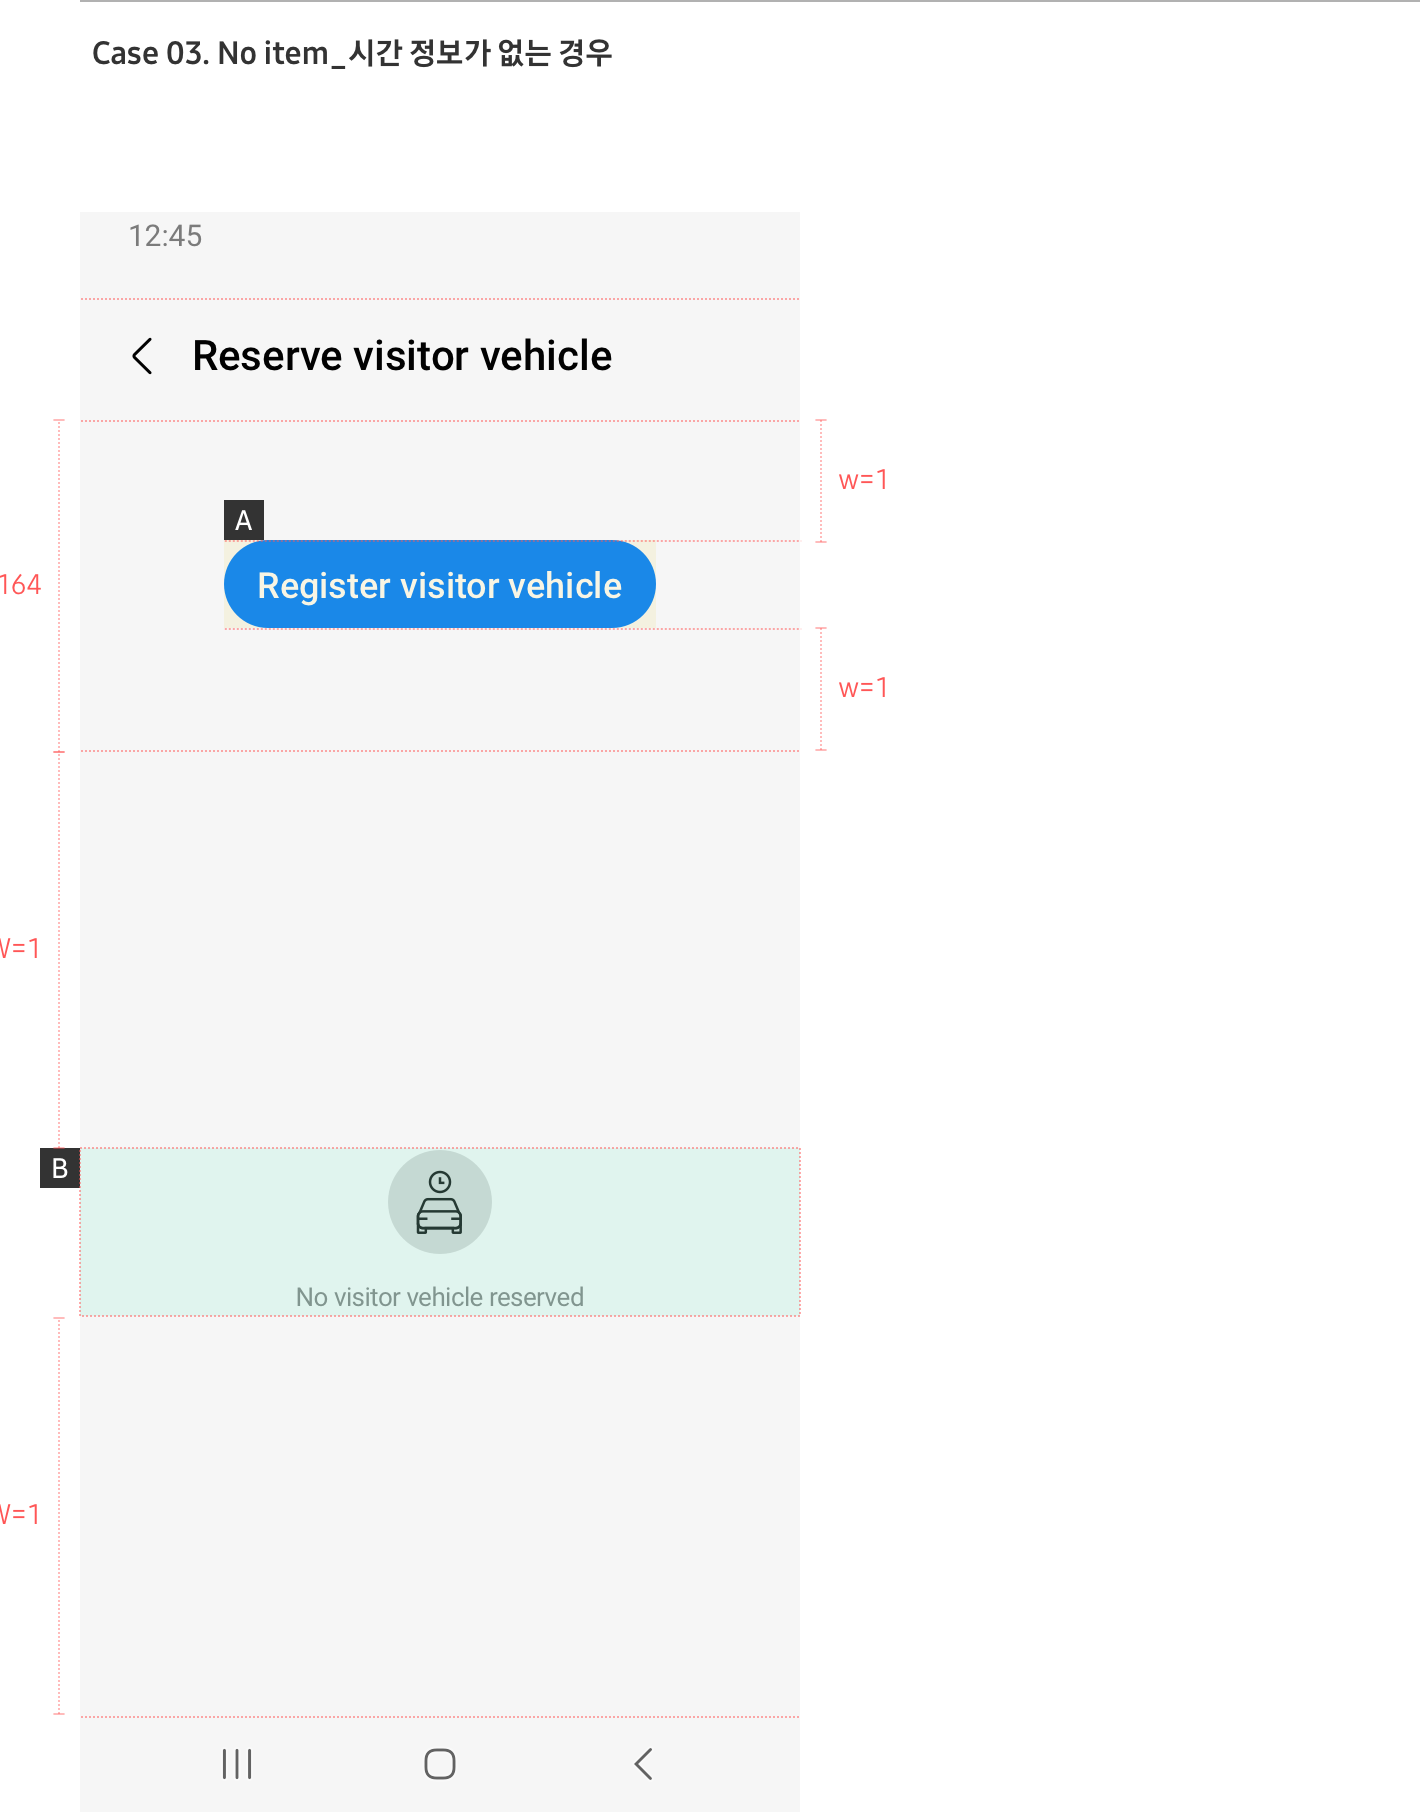 Case 03. No item_시간 정보가 없는 경우
12:45
Reserve visitor vehicle
w=1
A
164
Register visitor vehicle
w=1
W=1
B
No visitor vehicle reserved
W=1